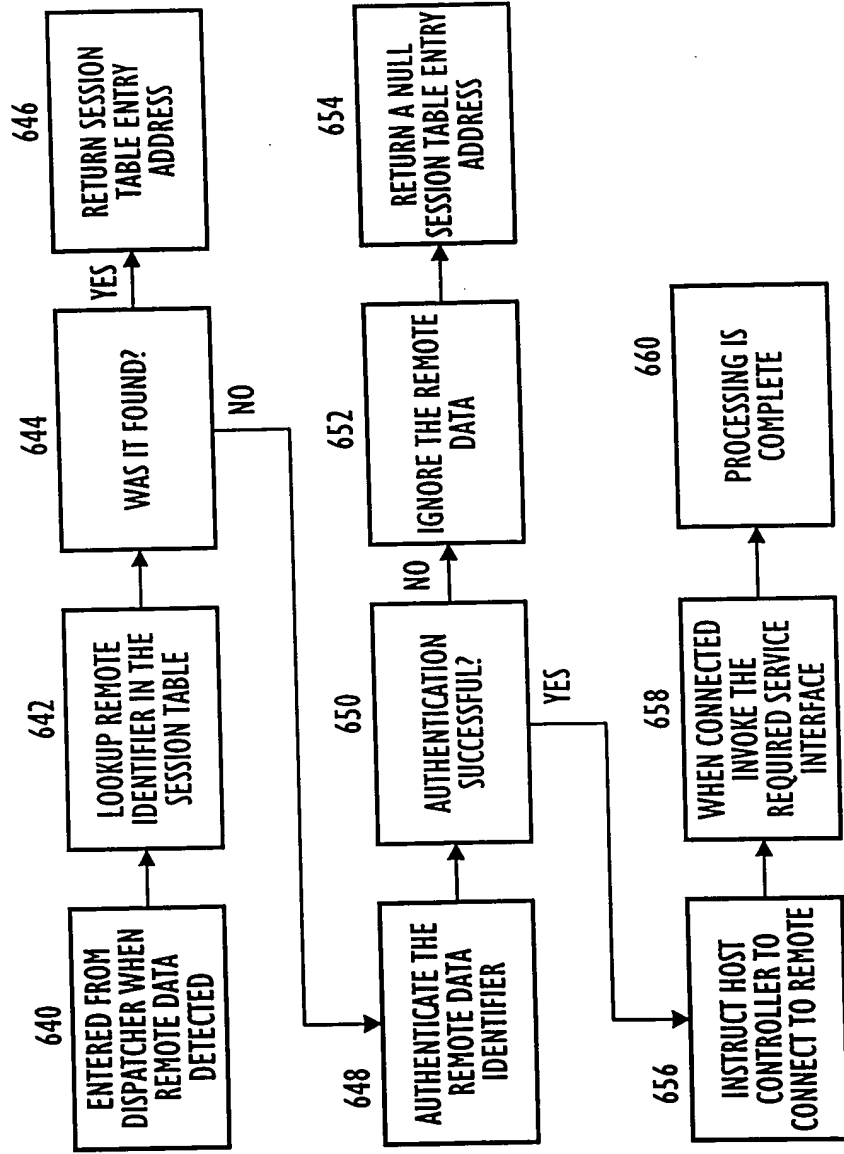 640
ENTERED FROM
DISPATCHER WHEN
REMOTE DATA
DETECTED
642
LOOKUP REMOTE
IDENTIFIER IN THE
SESSION TABLE
644
WAS IT FOUND?
YES
NO
646
RETURN SESSION
TABLE ENTRY
ADDRESS
648
AUTHENTICATE THE
REMOTE DATA
IDENTIFIER
650
AUTHENTICATION
SUCCESSFUL?
NO
YES
652
IGNORE THE REMOTE
DATA
654
RETURN A NULL
SESSION TABLE ENTRY
ADDRESS
656
INSTRUCT HOST
CONTROLLER TO
CONNECT TO REMOTE
658
WHEN CONNECTED
INVOKE THE
REQUIRED SERVICE
INTERFACE
660
PROCESSING IS
COMPLETE